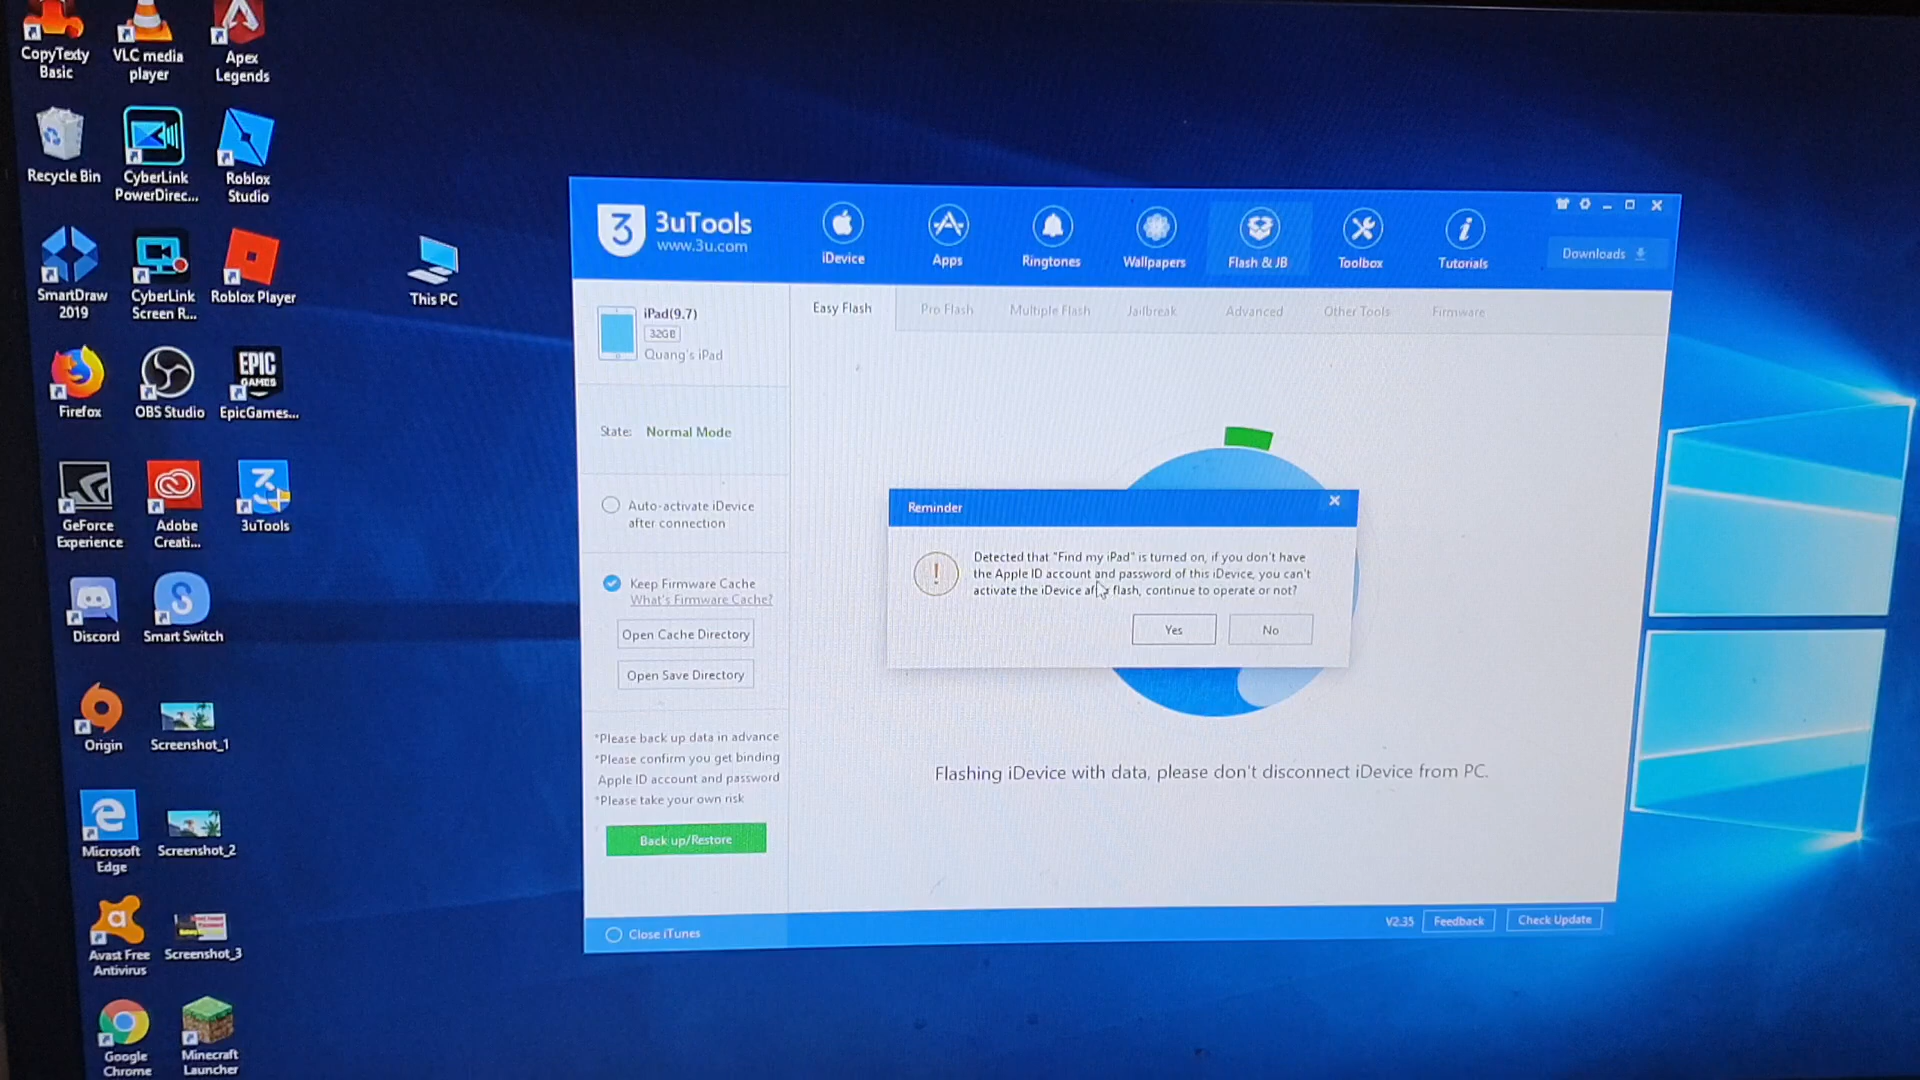 CopyTexty
Basic
VLC media
player
Apex
Legends
Recycle Bin
CyberLink
PowerDirec...
Roblox
Studio
SmartDraw
2019
CyberLink
Screen R...
Roblox Player
This PC
Firefox
OBS Studio
EPIC
GAMES
EpicGames...
GeForce
Experience
Adobe
Creati...
3uTools
Discord
Smart Switch
Origin
Screenshot_1
Microsoft
Edge
Screenshot_2
Avast Free
Antivirus
Screenshot_3
Google
Chrome
Minecraft
Launcher
3 3uTools
www.3u.com
iDevice
Apps
Ringtones
Wallpapers
Flash & JB
Toolbox
Tutorials
Downloads
iPad(9.7)
32GB
Quang's iPad
Easy Flash
Pro Flash
Multiple Flash
Jailbreak
Advanced
Other Tools
Firmware
State: Normal Mode
Auto-activate iDevice
after connection
Keep Firmware Cache
What's Firmware Cache?
Open Cache Directory
Open Save Directory
*Please back up data in advance
*Please confirm you get binding
Apple ID account and password
*Please take your own risk
Back up/Restore
Reminder
Detected that "Find my iPad" is turned on, if you don't have
the Apple ID account and password of this iDevice, you can't
activate the iDevice after flash, continue to operate or not?
Yes
No
Flashing iDevice with data, please don't disconnect iDevice from PC.
Close iTunes
V2.35
Feedback
Check Update